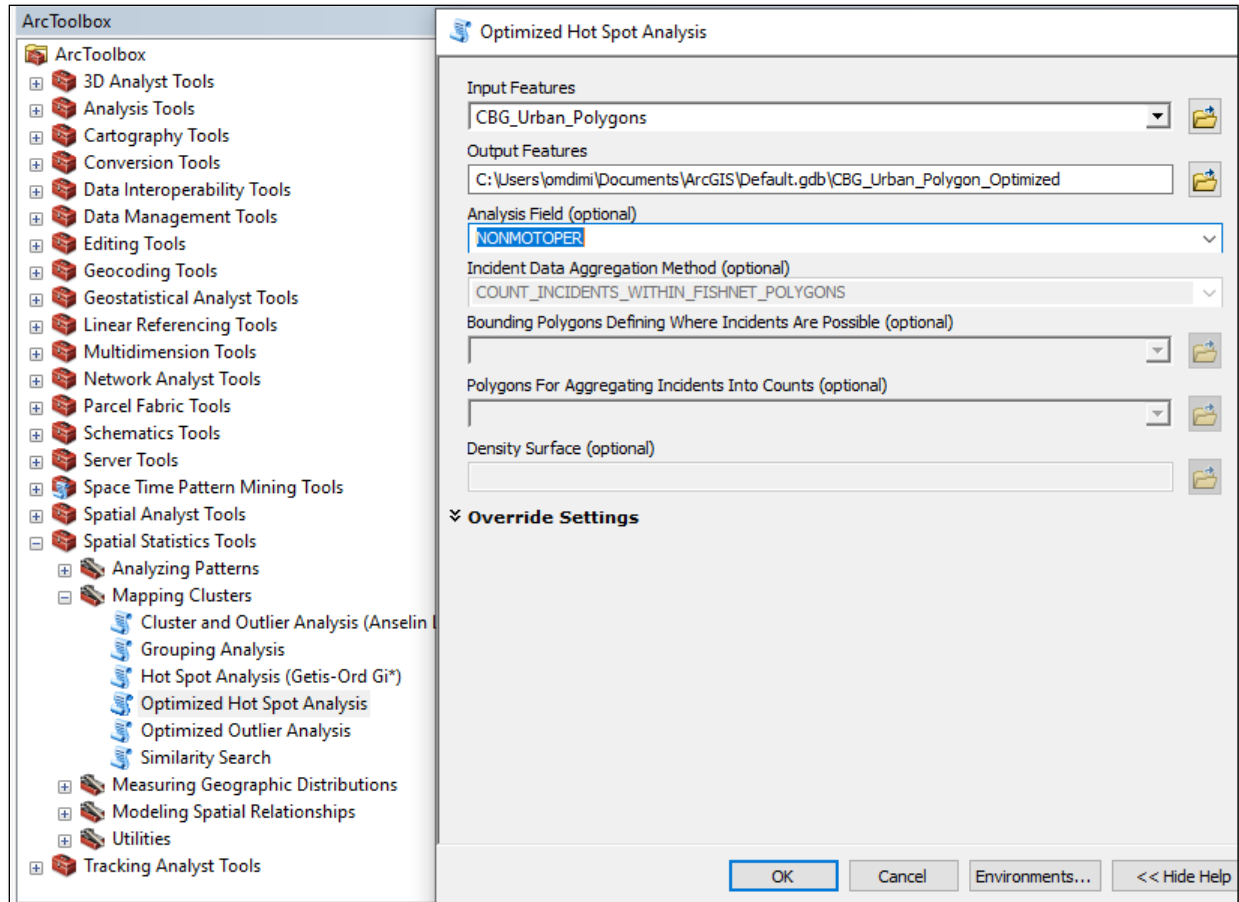 ArcToolbox
ArcToolbox
3D Analyst Tools
Analysis Tools
Cartography Tools
Conversion Tools
Data Interoperability Tools
Data Management Tools
Editing Tools
Geocoding Tools
Geostatistical Analyst Tools
Linear Referencing Tools
Multidimension Tools
Network Analyst Tools
Parcel Fabric Tools
Schematics Tools
Server Tools
Space Time Pattern Mining Tools
Spatial Analyst Tools
Spatial Statistics Tools
Analyzing Patterns
Mapping Clusters
Cluster and Outlier Analysis (Anselin
Grouping Analysis
Hot Spot Analysis (Getis-Ord Gi*)
Optimized Hot Spot Analysis
Optimized Outlier Analysis
Similarity Search
Measuring Geographic Distributions
Modeling Spatial Relationships
Utilities
Tracking Analyst Tools
Optimized Hot Spot Analysis
Input Features
CBG_Urban_Polygons
Output Features
C:\Users\omdimi\Documents\ArcGIS\Default.gdb\CBG_Urban_Polygon_Optimized
Analysis Field (optional)
NONMOTOPER
Incident Data Aggregation Method (optional)
COUNT_INCIDENTS_WITHIN_FISHNET_POLYGONS
Bounding Polygons Defining Where Incidents Are Possible (optional)
Polygons For Aggregating Incidents Into Counts (optional)
Density Surface (optional)
Override Settings
OK
Cancel
Environments...
<< Hide Help